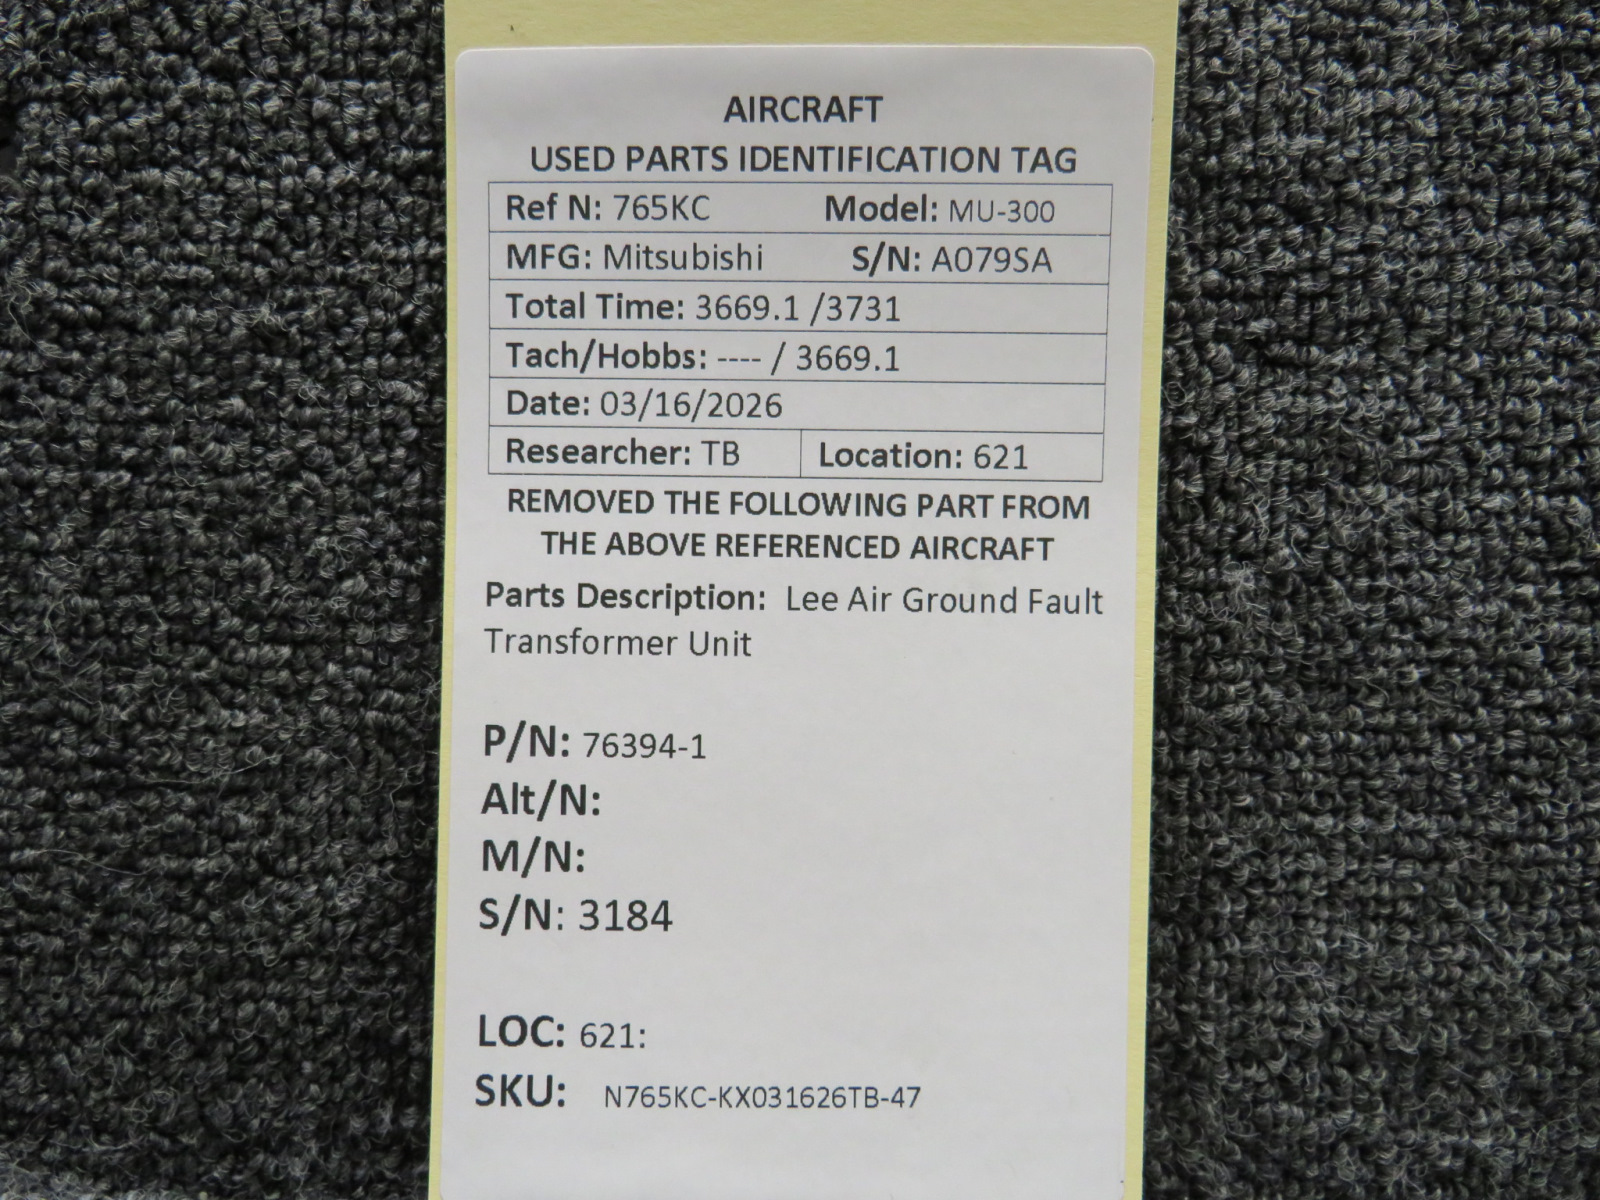 AIRCRAFT
USED PARTS IDENTIFICATION TAG
Ref N: 765KC Model: MU-300
MFG: Mitsubishi S/N: A079SA
Total Time: 3669.1 /3731
Tach/Hobbs: ---- / 3669.1
Date: 03/16/2026
Researcher: TB Location: 621
REMOVED THE FOLLOWING PART FROM
THE ABOVE REFERENCED AIRCRAFT
Parts Description: Lee Air Ground Fault
Transformer Unit
P/N: 76394-1
Alt/N:
M/N:
S/N: 3184
LOC: 621:
SKU: N765KC-KX031626TB-47